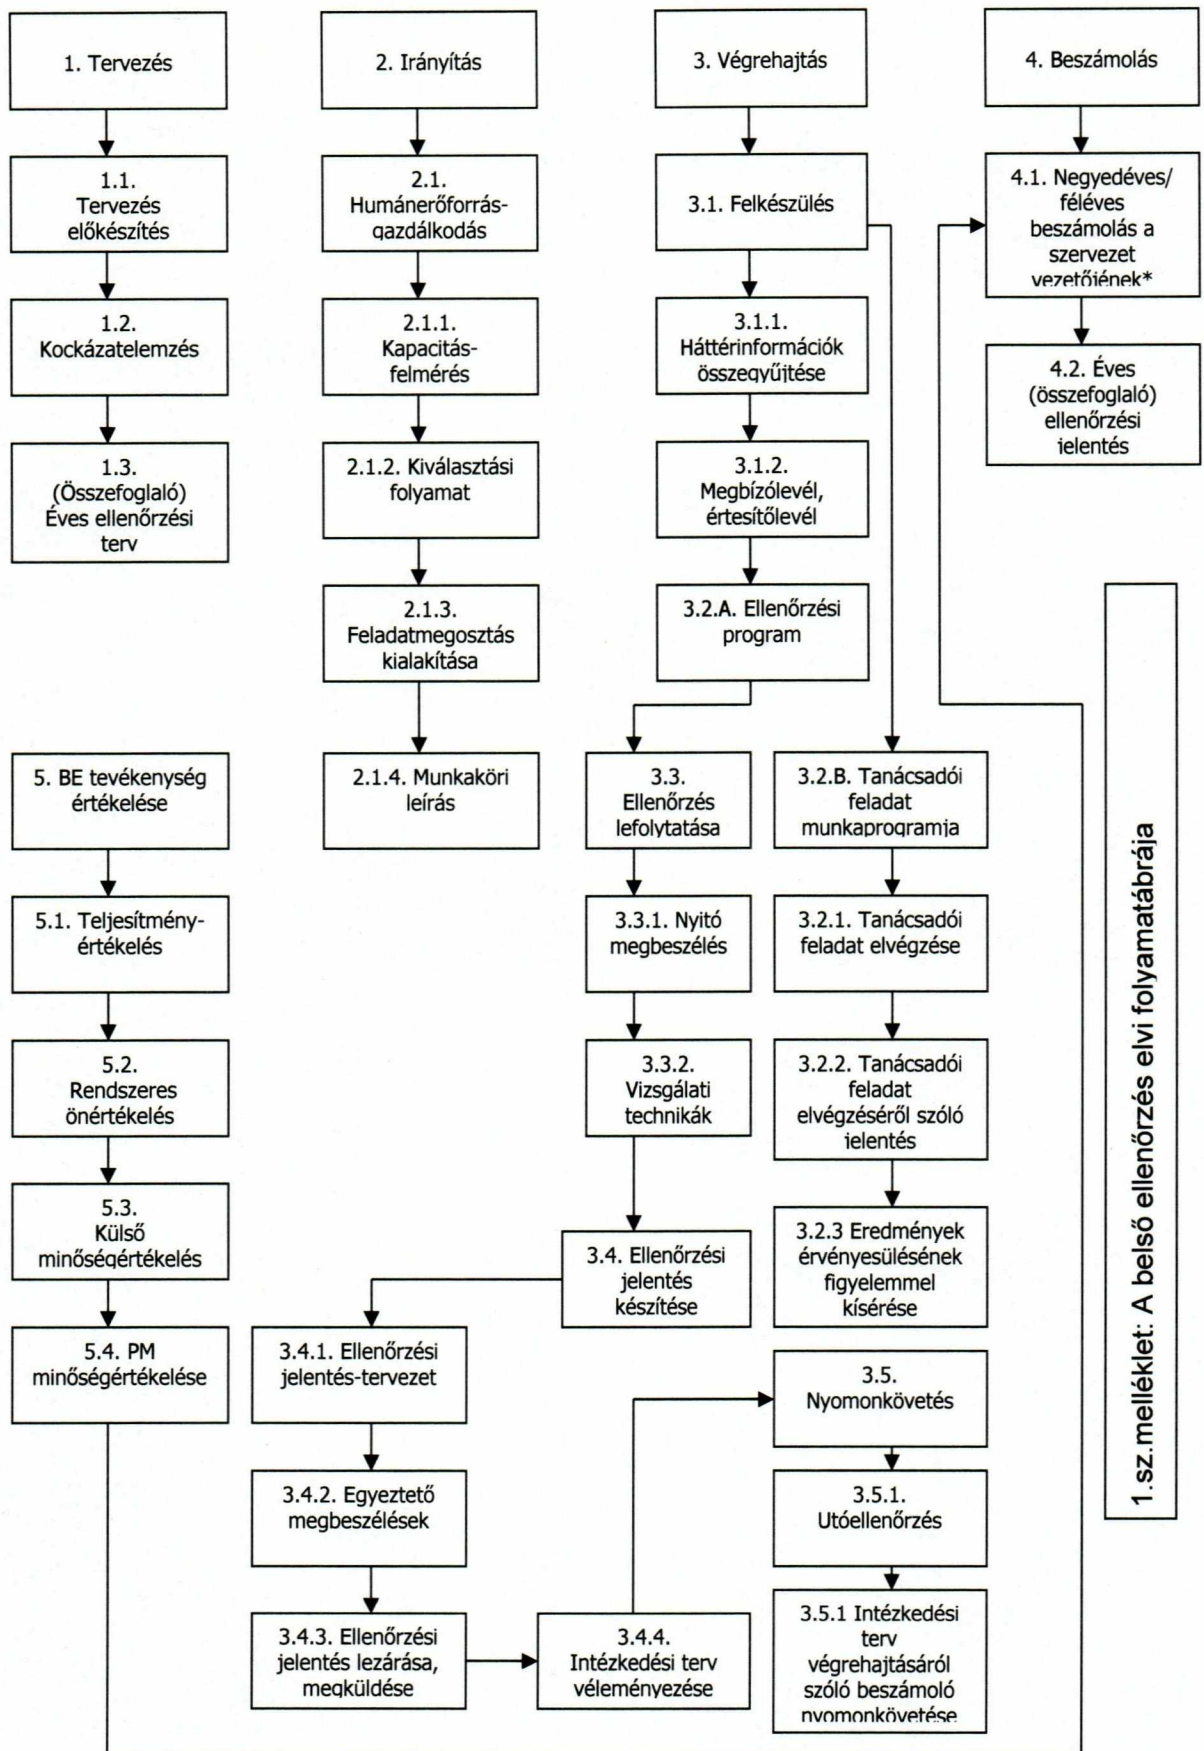 1. Tervezés
1.1.
Tervezés
előkészítés
1.2.
Kockázatelemzés
1.3.
(Összefoglaló)
Éves ellenőrzési
terv
2. Irányítás
2.1.
Humánerőforrás-
gazdálkodás
2.1.1.
Kapacitás-
felmérés
2.1.2. Kiválasztási
folyamat
2.1.3.
Feladatmegosztás
kialakítása
2.1.4. Munkaköri
leírás
3. Végrehajtás
3.1. Felkészülés
3.1.1.
Háttérinformációk
összegyűjtése
3.1.2.
Megbízólevél,
értesítőlevél
3.2.A. Ellenőrzési
program
3.3.
Ellenőrzés
lefolytatása
3.3.1. Nyitó
megbeszélés
3.3.2.
Vizsgálati
technikák
3.4. Ellenőrzési
jelentés
készítése
3.4.1. Ellenőrzési
jelentés-tervezet
3.4.2. Egyeztető
megbeszélések
3.4.3. Ellenőrzési
jelentés lezárása,
megküldése
3.4.4.
Intézkedési terv
véleményezése
3.2.B. Tanácsadói
feladat
munkaprogramja
3.2.1. Tanácsadói
feladat elvégzése
3.2.2. Tanácsadói
feladat
elvégzéséről szóló
jelentés
3.2.3 Eredmények
érvényesülésének
figyelemmel
kísérése
3.5.
Nyomonkövetés
3.5.1.
Utóellenőrzés
3.5.1 Intézkedési
terv
végrehajtásáról
szóló beszámoló
nyomonkövetése
4. Beszámolás
4.1. Negyedéves/
féléves
beszámolás a
szervezet
vezetőjének*
4.2. Éves
(összefoglaló)
ellenőrzési
jelentés
5. BE tevékenység
értékelése
5.1. Teljesítmény-
értékelés
5.2.
Rendszeres
önértékelés
5.3.
Külső
minőségértékelés
5.4. PM
minőségértékelése
1.sz.melléklet: A belső ellenőrzés elvi folyamatábrája